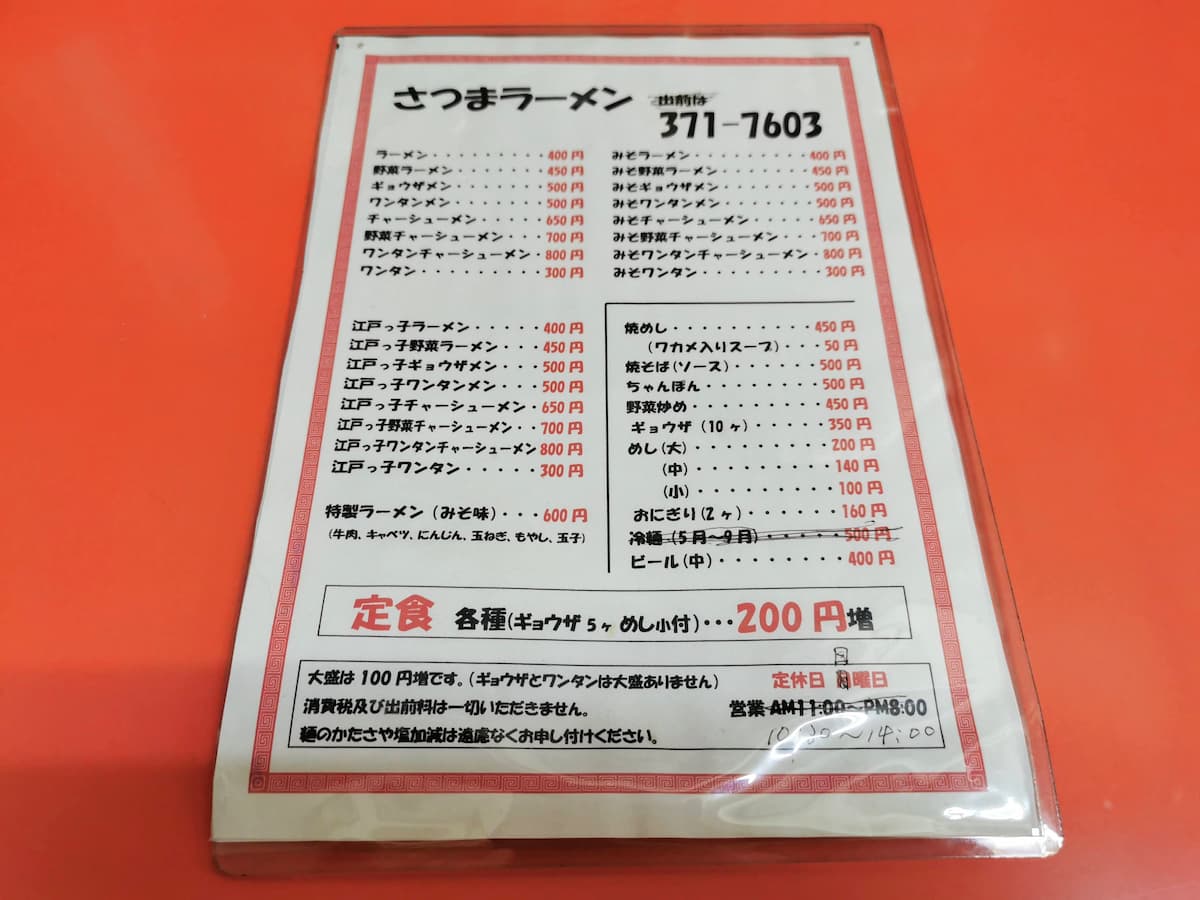 さつまラーメン 出前は
371-7603
ラーメン・・・・・・・・・400円
野菜ラーメン・・・・・・・450円
ギョウザメン・・・・・・・500円
ワンタンメン・・・・・・・500円
チャーシューメン・・・・・650円
野菜チャーシューメン・・・700円
ワンタンチャーシューメン・800円
ワンタン・・・・・・・・・300円
みそラーメン・・・・・・・・・400円
みそ野菜ラーメン・・・・・・・450円
みそギョウザメン・・・・・・・500円
みそワンタンメン・・・・・・・500円
みそチャーシューメン・・・・・650円
みそ野菜チャーシューメン・・・700円
みそワンタンチャーシューメン・800円
みそワンタン・・・・・・・・・300円
江戸っ子ラーメン・・・・・400円
江戸っ子野菜ラーメン・・・450円
江戸っ子ギョウザメン・・・500円
江戸っ子ワンタンメン・・・500円
江戸っ子チャーシューメン・650円
江戸っ子野菜チャーシューメン・・700円
江戸っ子ワンタンチャーシューメン800円
江戸っ子ワンタン・・・・・300円
特製ラーメン(みそ味)・・・600円
(牛肉、キャベツ、にんじん、玉ねぎ、もやし、玉子)
焼めし・・・・・・・・・・450円
(ワカメ入りスープ)・・・50円
焼そば(ソース)・・・・・・500円
ちゃんぽん・・・・・・・・500円
野菜炒め・・・・・・・・・450円
ギョウザ(10ヶ)・・・・・350円
めし(大)・・・・・・・・・200円
(中)・・・・・・・・・140円
(小)・・・・・・・・・100円
おにぎり(2ヶ)・・・・・・160円
冷麺(5月～9月)・・・・・500円
ビール(中)・・・・・・・・400円
定食 各種(ギョウザ5ヶ めし小付)・・・200円増
大盛は100円増です。(ギョウザとワンタンは大盛ありません)
消費税及び出前料は一切いただきません。
麺のかたさや塩加減は遠慮なくお申し付けください。
日
定休日 月曜日
営業AM11:00～PM8:00
～14:00